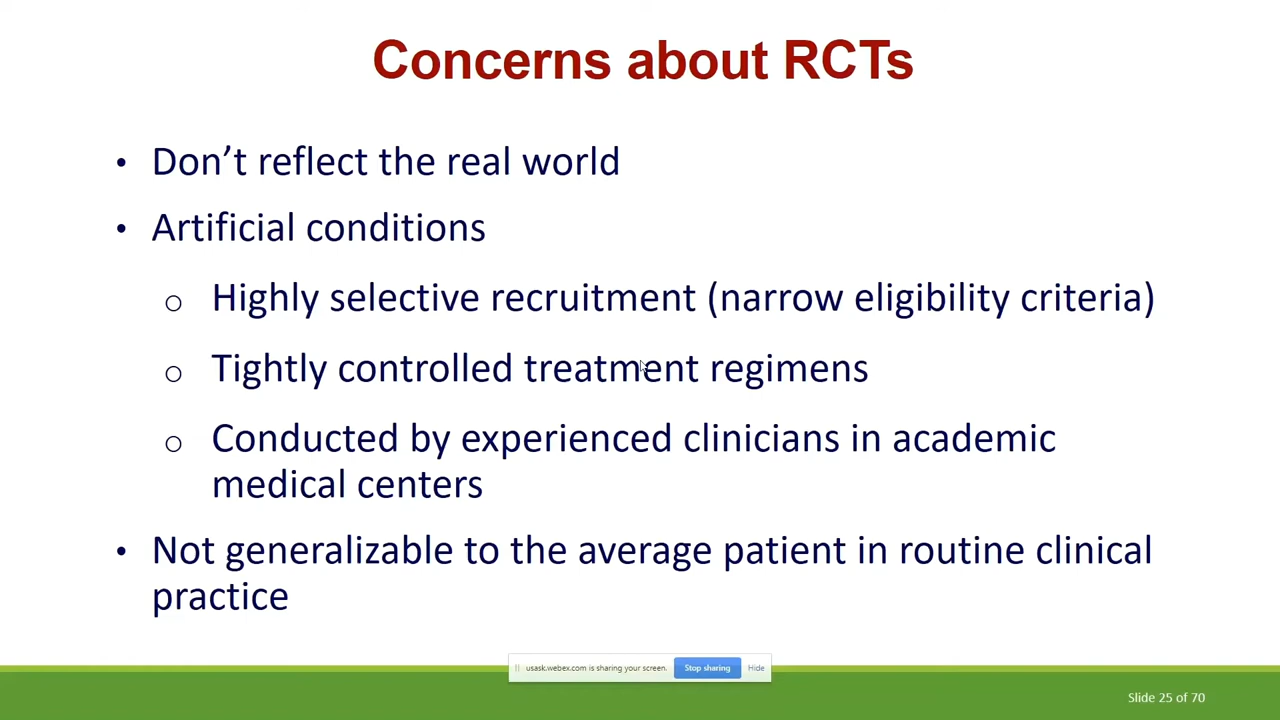 Concerns about RCTs
• Don’t reflect the real world
• Artificial conditions
o Highly selective recruitment (narrow eligibility criteria)
o Tightly controlled treatment regimens
o Conducted by experienced clinicians in academic
medical centers
• Not generalizable to the average patient in routine clinical
practice
usask.webex.com is sharing your screen. Stop sharing Hide
Slide 25 of 70